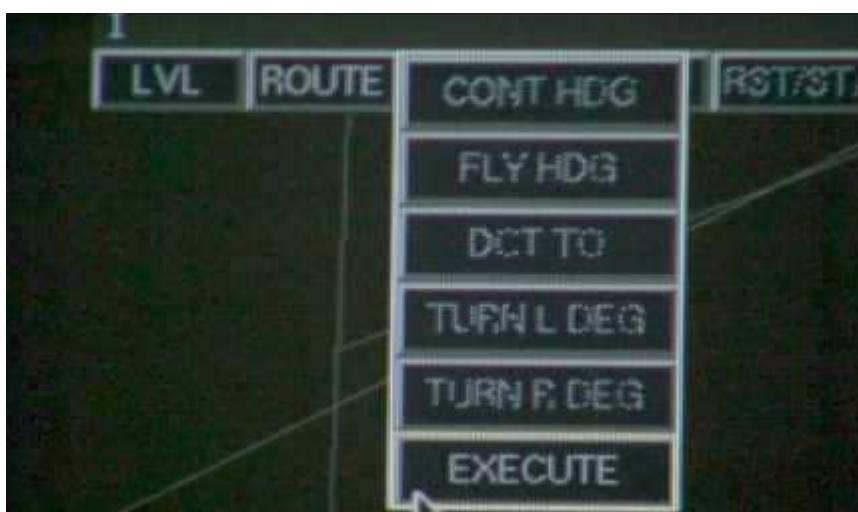 LVL ROUTE CONT HDG
FLY HDG
DCT TO
TURN L DEG
TURN R DEG
EXECUTE